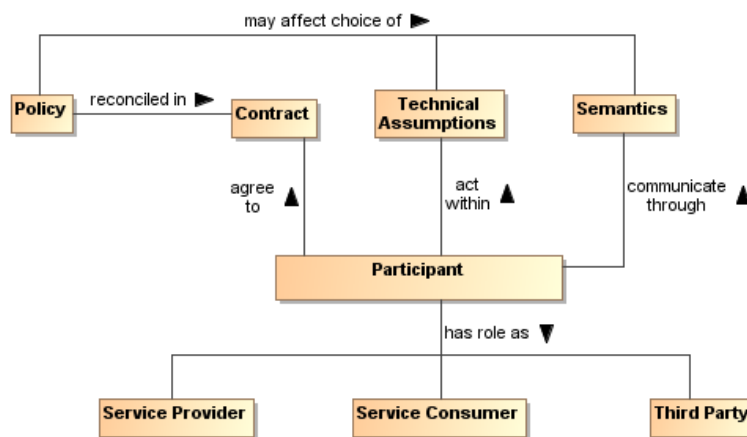 may affect choice of
Policy
reconciled in
Contract
Technical
Assumptions
Semantics
agree
to
act
within
communicate
through
Participant
has role as
Service Provider
Service Consumer
Third Party